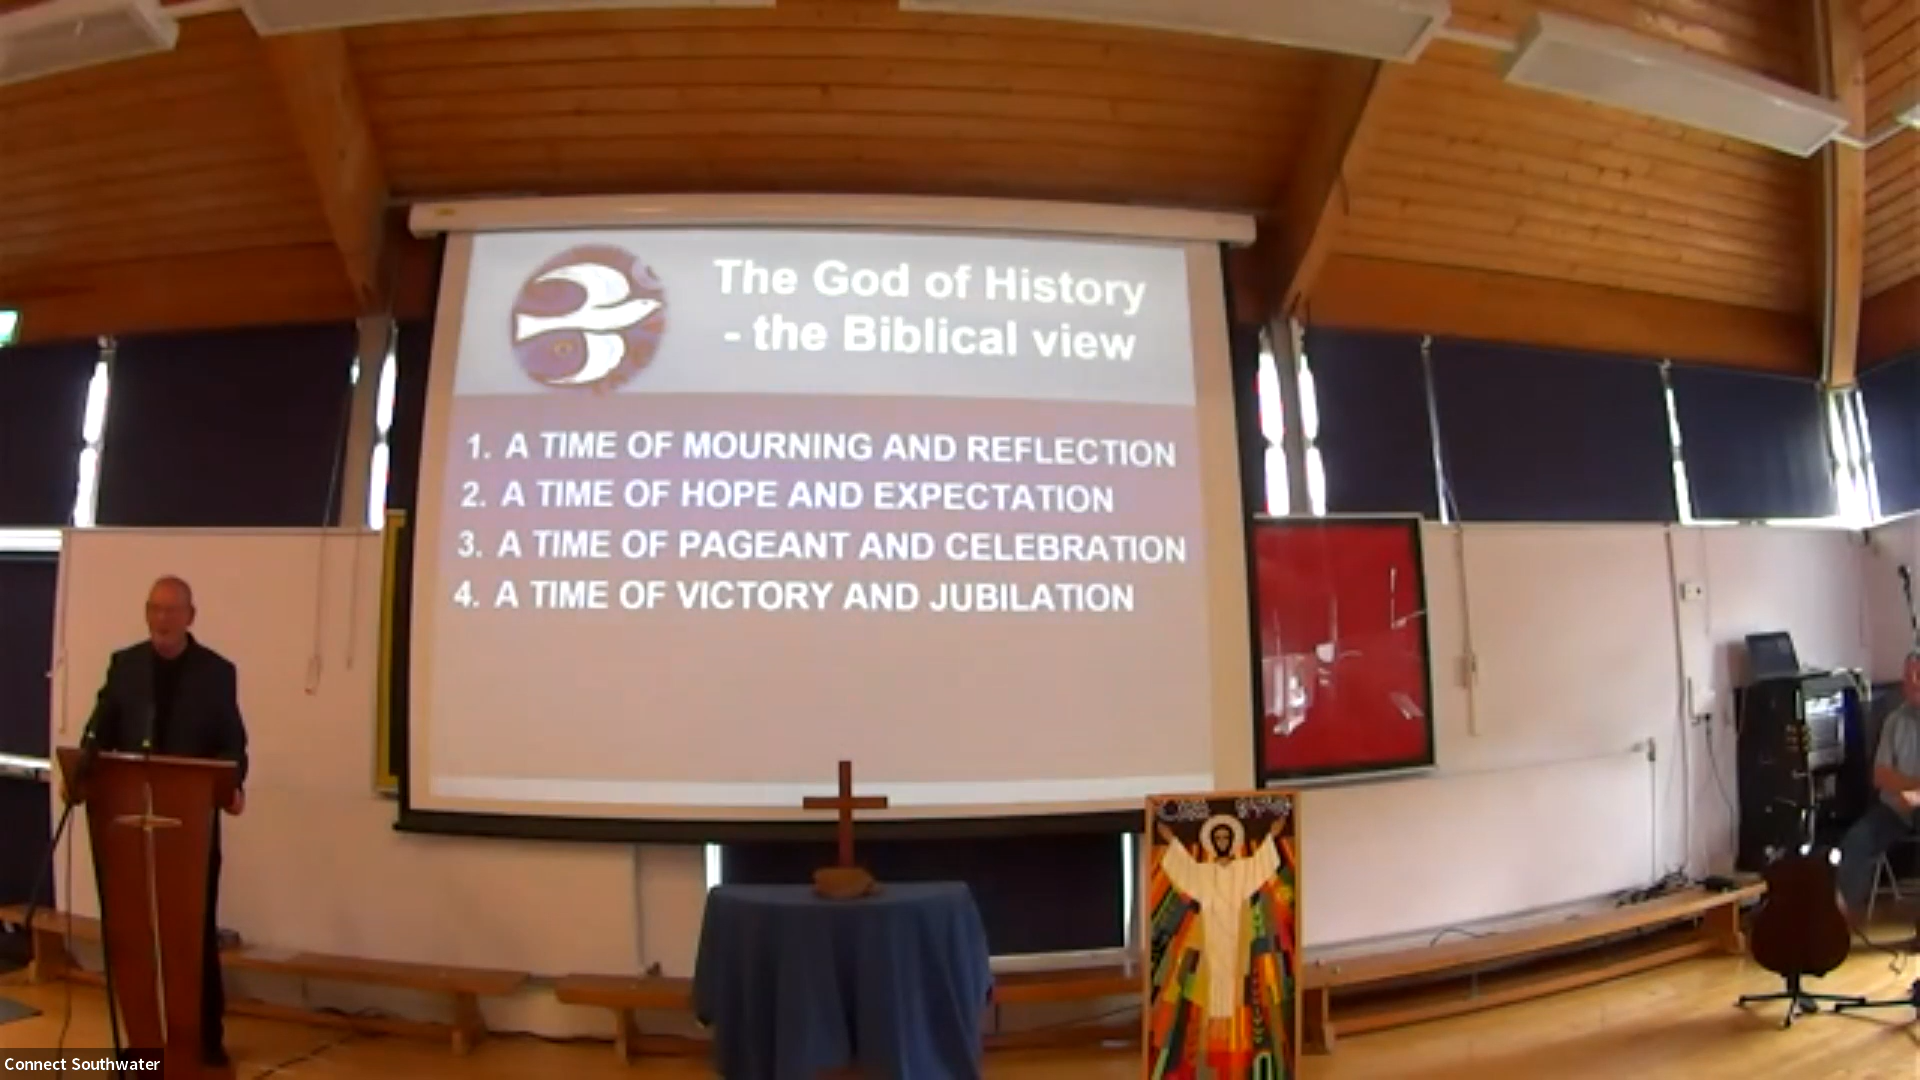 The God of History
- the Biblical view
1. A TIME OF MOURNING AND REFLECTION
2. A TIME OF HOPE AND EXPECTATION
3. A TIME OF PAGEANT AND CELEBRATION
4. A TIME OF VICTORY AND JUBILATION
Connect Southwater